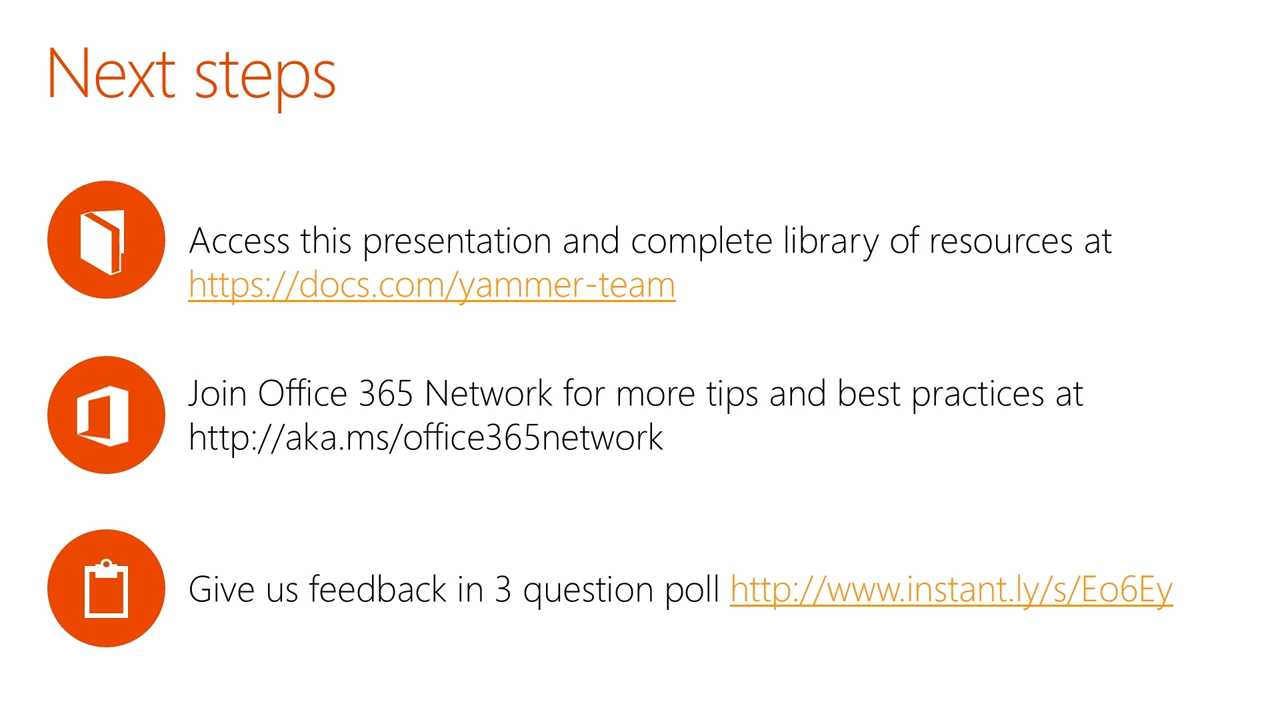 Next steps
Access this presentation and complete library of resources at
https://docs.com/yammer-team
Join Office 365 Network for more tips and best practices at
http://aka.ms/office365network
Give us feedback in 3 question poll http://www.instant.ly/s/Eo6Ey